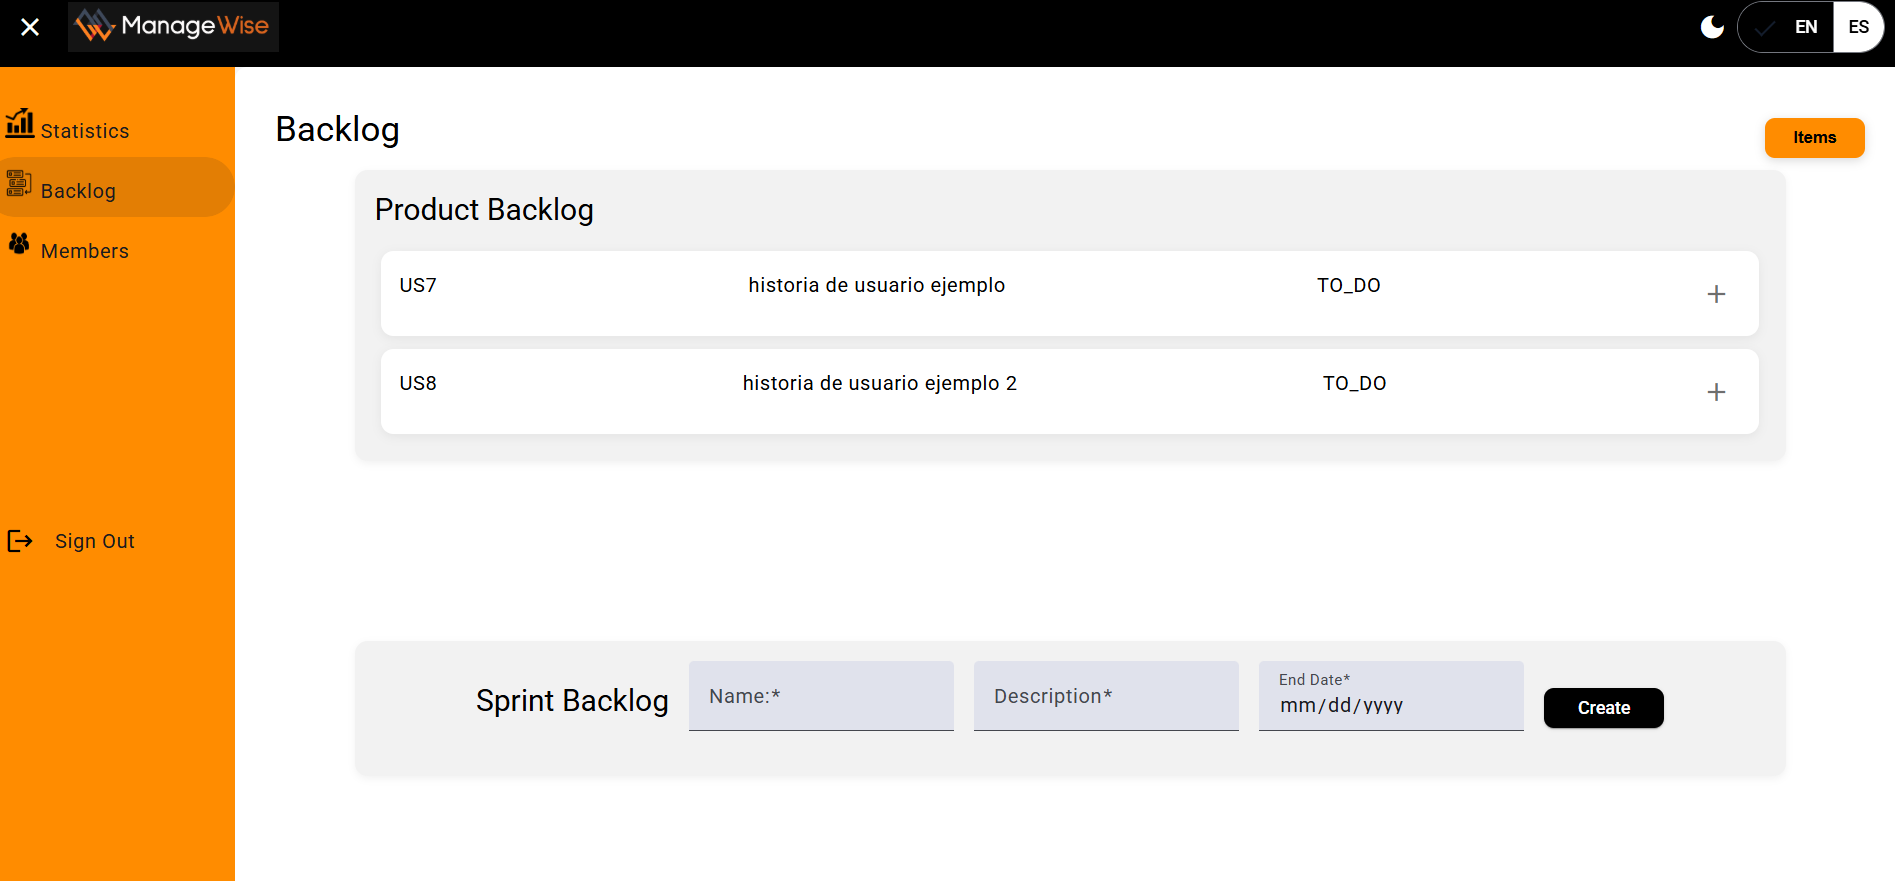 ManageWise
EN ES
Statistics
Backlog
Members
Sign Out
Backlog
Items
Product Backlog
US7 historia de usuario ejemplo TO_DO
US8 historia de usuario ejemplo 2 TO_DO
Sprint Backlog
Name:*
Description*
End Date*
mm/dd/yyyy
Create